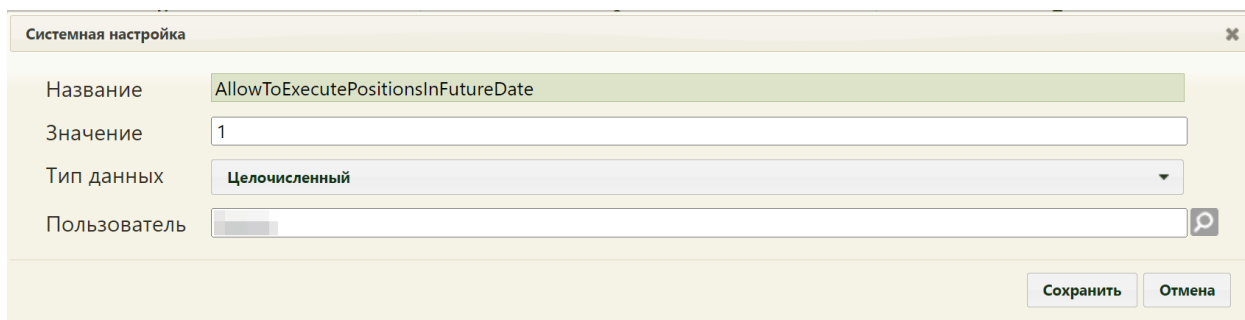 Системная настройка
Название AllowToExecutePositionsInFutureDate
Значение 1
Тип данных Целочисленный
Пользователь
Сохранить Отмена